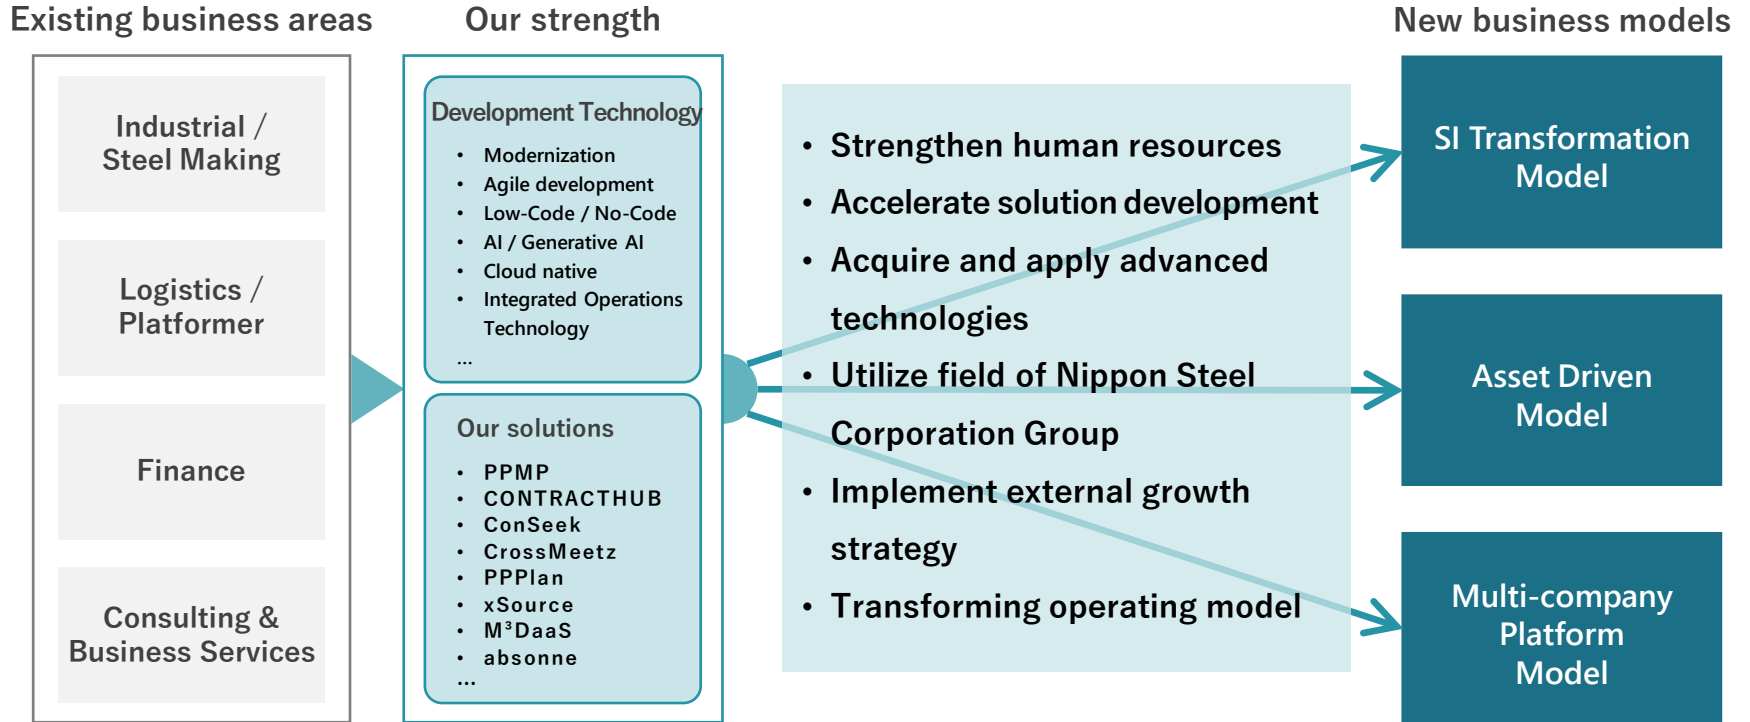 Existing business areas
Industrial /
Steel Making
Logistics /
Platformer
Finance
Consulting &
Business Services
Our strength
Development Technology
• Modernization
• Agile development
• Low-Code / No-Code
• AI / Generative AI
• Cloud native
• Integrated Operations
Technology
...
Our solutions
• PPMP
• CONTRACTHUB
• ConSeek
• CrossMeetz
• PPPlan
• xSource
• M³DaaS
• absonne
...
• Strengthen human resources
• Accelerate solution development
• Acquire and apply advanced
technologies
• Utilize field of Nippon Steel
Corporation Group
• Implement external growth
strategy
• Transforming operating model
New business models
SI Transformation
Model
Asset Driven
Model
Multi-company
Platform
Model